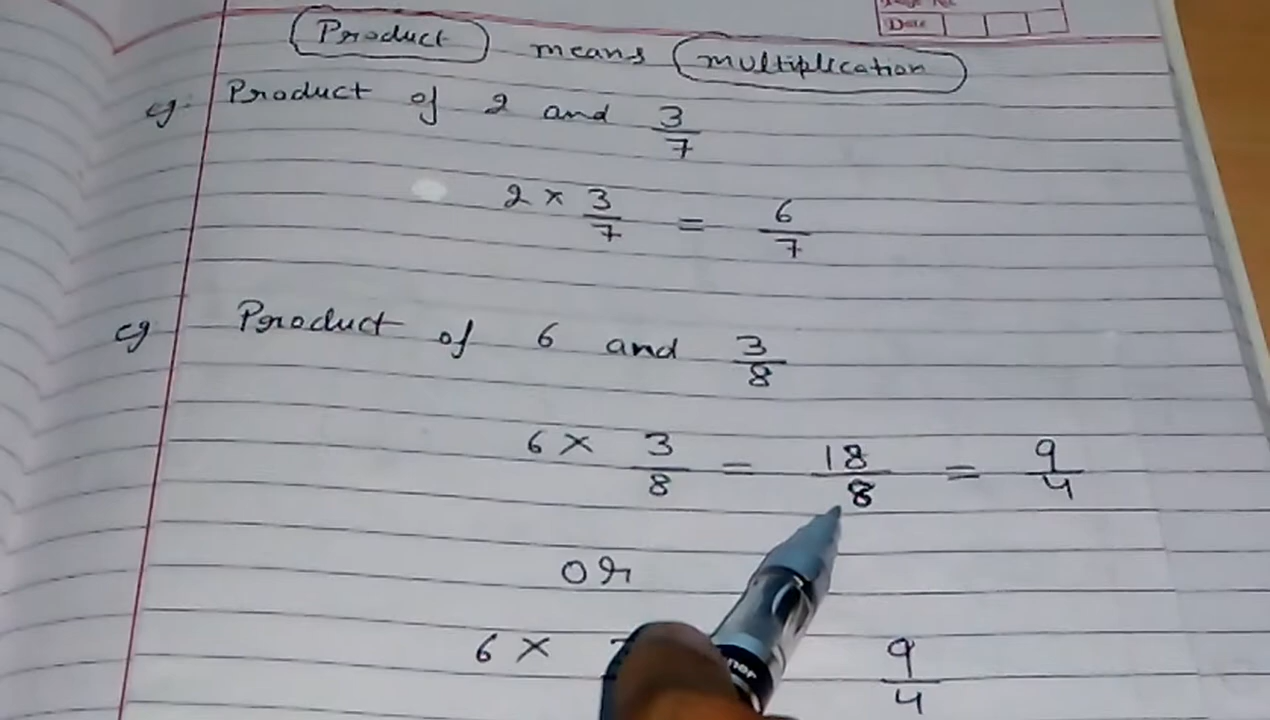 Date
Product means multiplication
eg. Product of 2 and 3/7
2 × 3/7 = 6/7
eg Product of 6 and 3/8
6 × 3/8 = 18/8 = 9/4
or
6 × 9/4